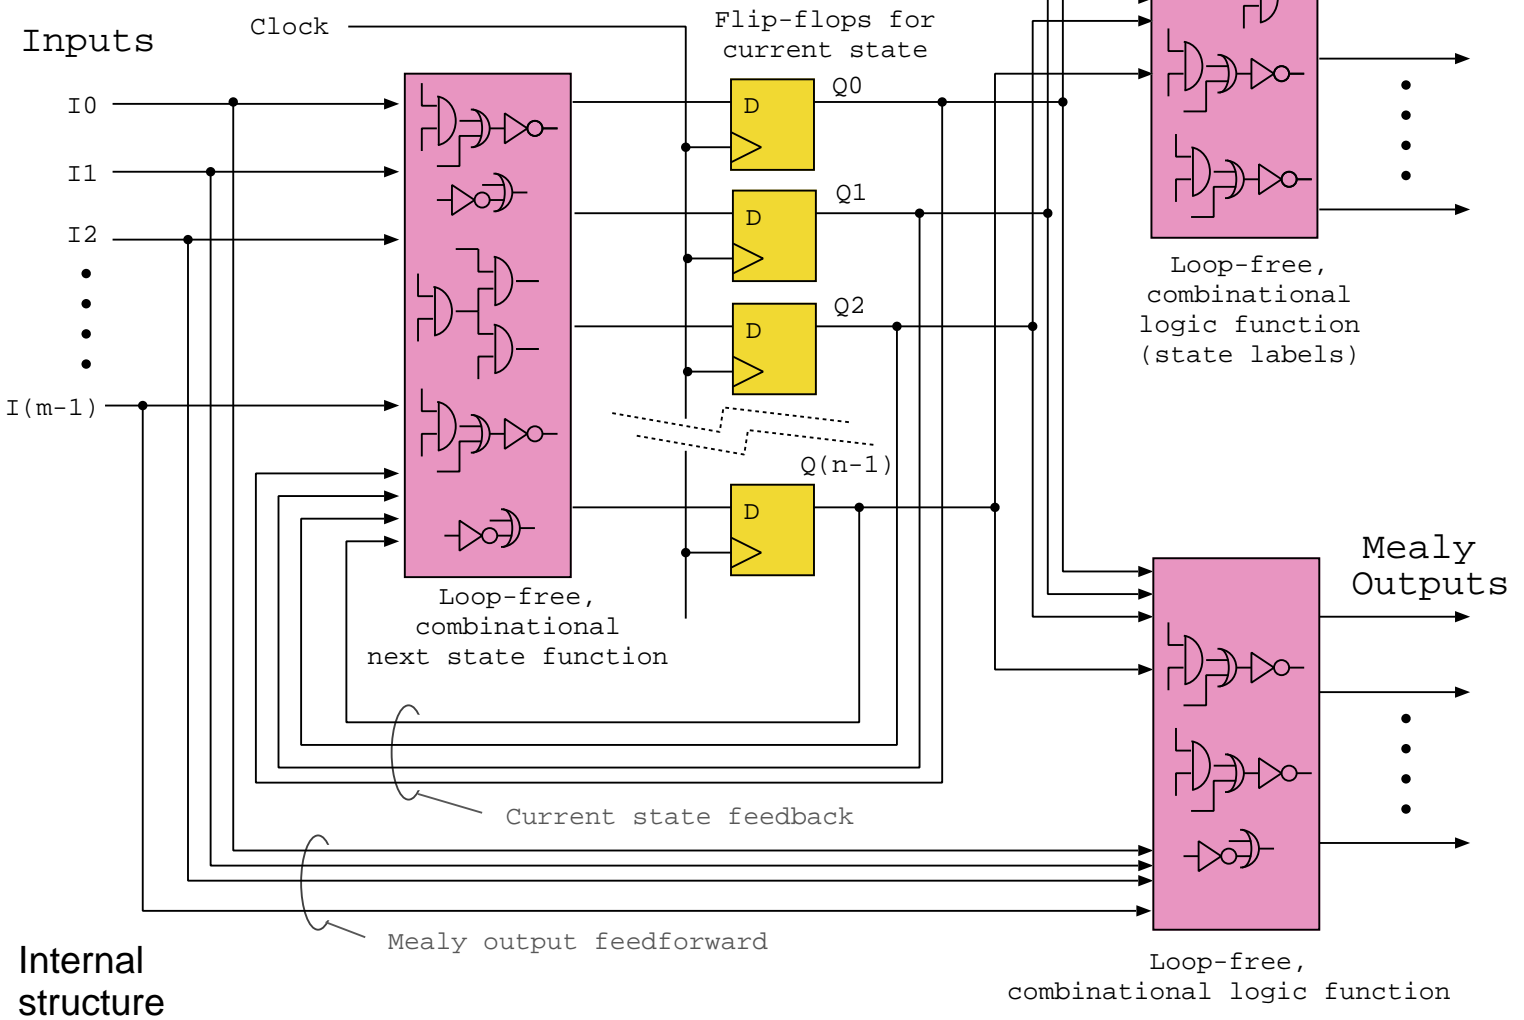 Inputs
Clock
Flip-flops for
current state
I0
I1
I2
I(m-1)
D
Q0
D
Q1
D
Q2
Q(n-1)
D
Loop-free,
combinational
next state function
Loop-free,
combinational
logic function
(state labels)
Mealy
Outputs
Current state feedback
Mealy output feedforward
Internal
structure
Loop-free,
combinational logic function